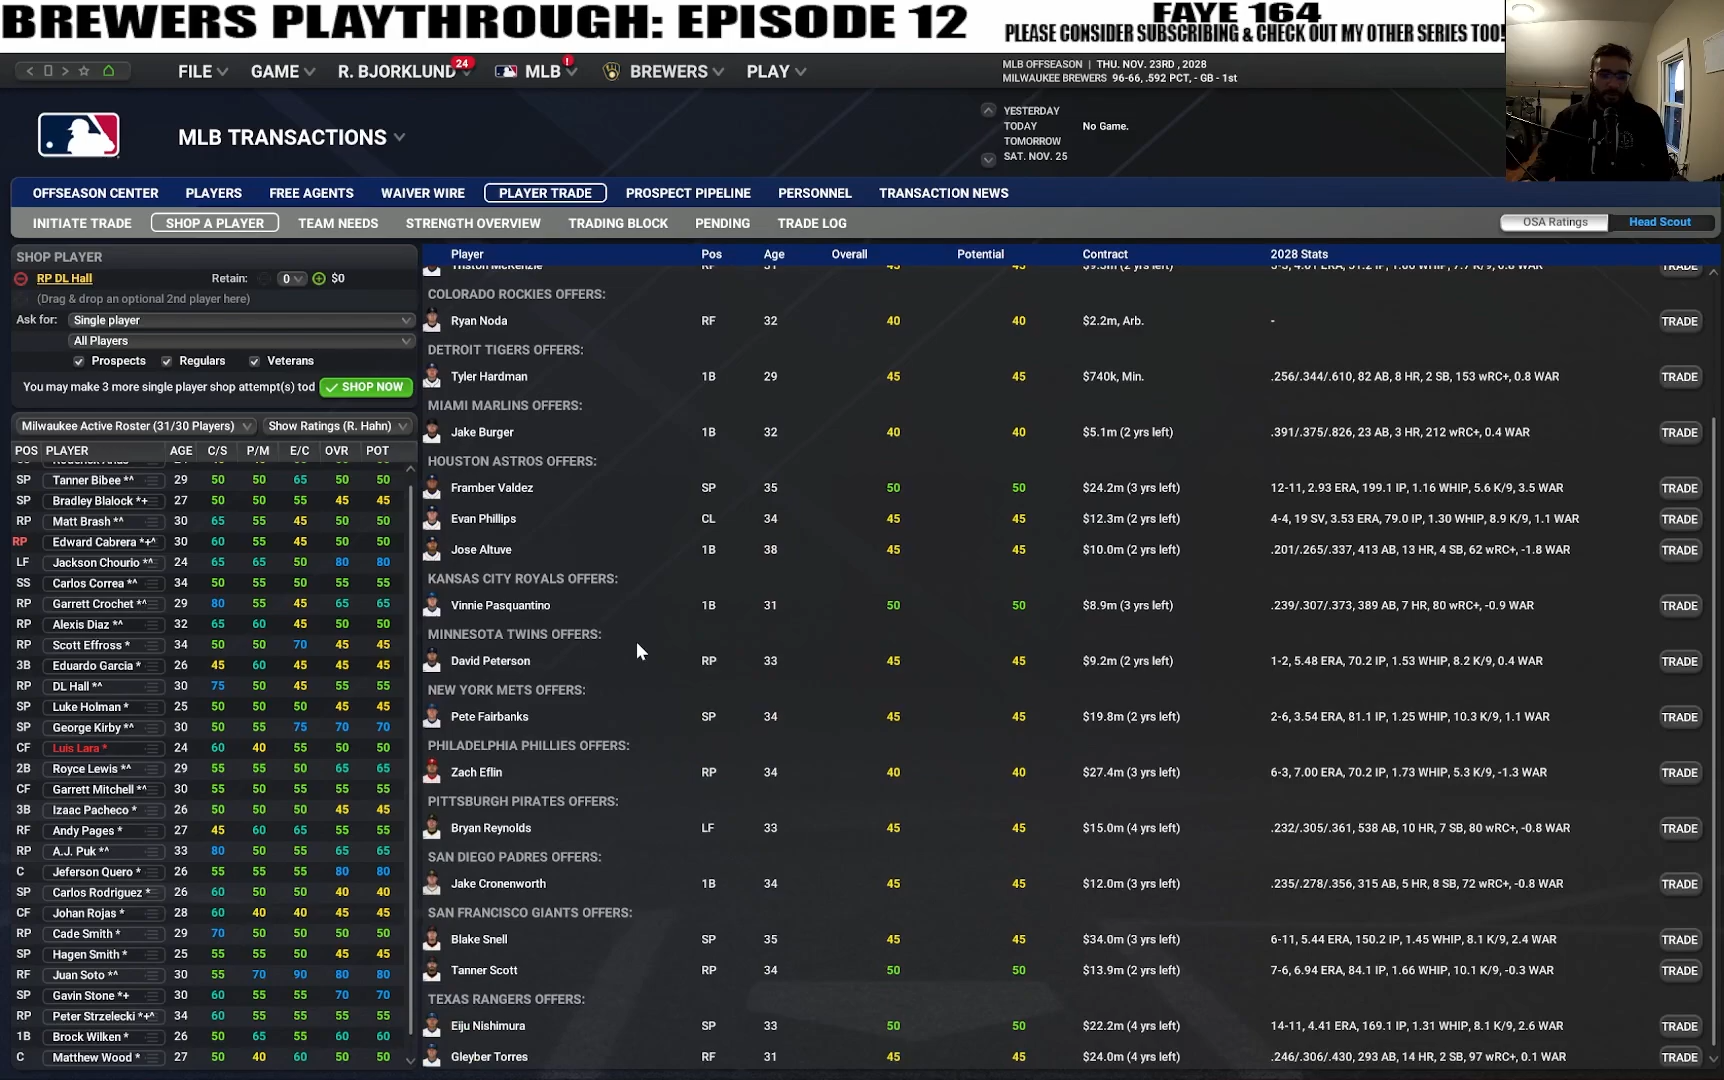 BREWERS PLAYTHROUGH: EPISODE 12
FAYE 164
PLEASE CONSIDER SUBSCRIBING & CHECK OUT MY OTHER SERIES TOO!
FILE GAME R. BJORKLUND 24 MLB ! BREWERS PLAY
MLB OFFSEASON | THU. NOV. 23RD , 2028
MILWAUKEE BREWERS 96-66, .592 PCT, - GB - 1st
MLB TRANSACTIONS
YESTERDAY
TODAY No Game.
TOMORROW
SAT. NOV. 25
OFFSEASON CENTER PLAYERS FREE AGENTS WAIVER WIRE PLAYER TRADE PROSPECT PIPELINE PERSONNEL TRANSACTION NEWS
INITIATE TRADE SHOP A PLAYER TEAM NEEDS STRENGTH OVERVIEW TRADING BLOCK PENDING TRADE LOG OSA Ratings Head Scout
SHOP PLAYER
RP DL Hall Retain: 0 $0
(Drag & drop an optional 2nd player here)
Ask for: Single player
All Players
Prospects Regulars Veterans
You may make 3 more single player shop attempt(s) tod SHOP NOW
Milwaukee Active Roster (31/30 Players) Show Ratings (R. Hahn)
POS PLAYER AGE C/S P/M E/C OVR POT
SP Tanner Bibee *^ 29 50 50 65 50 50
SP Bradley Blalock *+ 27 50 50 55 45 45
RP Matt Brash *^ 30 65 55 45 50 50
RP Edward Cabrera *+^ 30 60 55 45 50 50
LF Jackson Chourio *^ 24 65 65 50 80 80
SS Carlos Correa *^ 34 50 50 55 55 55
RP Garrett Crochet *^ 29 80 55 45 65 65
RP Alexis Diaz *^ 32 65 60 45 50 50
RP Scott Effross * 34 50 50 70 45 45
3B Eduardo Garcia * 26 45 60 45 45 45
RP DL Hall *^ 30 75 50 45 55 55
SP Luke Holman * 25 50 50 50 45 45
SP George Kirby *^ 30 50 55 75 70 70
CF Luis Lara * 24 60 40 55 50 50
2B Royce Lewis *^ 29 55 55 50 65 65
CF Garrett Mitchell *^ 30 55 50 55 55 55
3B Izaac Pacheco * 26 50 50 50 45 45
RF Andy Pages * 27 45 60 65 55 55
RP A.J. Puk *^ 33 80 50 55 65 65
C Jeferson Quero * 26 55 55 55 80 80
SP Carlos Rodriguez * 26 60 50 50 40 40
CF Johan Rojas * 28 60 40 40 45 45
RP Cade Smith * 29 70 50 50 50 50
SP Hagen Smith * 25 55 55 50 45 45
RF Juan Soto *^ 30 55 70 90 80 80
SP Gavin Stone *+ 30 60 55 55 70 70
RP Peter Strzelecki *+^ 34 60 55 55 55 55
1B Brock Wilken * 26 50 65 55 60 60
C Matthew Wood * 27 50 40 60 50 50
Player Pos Age Overall Potential Contract 2028 Stats
COLORADO ROCKIES OFFERS:
Ryan Noda RF 32 40 40 $2.2m, Arb. - TRADE
DETROIT TIGERS OFFERS:
Tyler Hardman 1B 29 45 45 $740k, Min. .256/.344/.610, 82 AB, 8 HR, 2 SB, 153 wRC+, 0.8 WAR TRADE
MIAMI MARLINS OFFERS:
Jake Burger 1B 32 40 40 $5.1m (2 yrs left) .391/.375/.826, 23 AB, 3 HR, 212 wRC+, 0.4 WAR TRADE
HOUSTON ASTROS OFFERS:
Framber Valdez SP 35 50 50 $24.2m (3 yrs left) 12-11, 2.93 ERA, 199.1 IP, 1.16 WHIP, 5.6 K/9, 3.5 WAR TRADE
Evan Phillips CL 34 45 45 $12.3m (2 yrs left) 4-4, 19 SV, 3.53 ERA, 79.0 IP, 1.30 WHIP, 8.9 K/9, 1.1 WAR TRADE
Jose Altuve 1B 38 45 45 $10.0m (2 yrs left) .201/.265/.337, 413 AB, 13 HR, 4 SB, 62 wRC+, -1.8 WAR TRADE
KANSAS CITY ROYALS OFFERS:
Vinnie Pasquantino 1B 31 50 50 $8.9m (3 yrs left) .239/.307/.373, 389 AB, 7 HR, 80 wRC+, -0.9 WAR TRADE
MINNESOTA TWINS OFFERS:
David Peterson RP 33 45 45 $9.2m (2 yrs left) 1-2, 5.48 ERA, 70.2 IP, 1.53 WHIP, 8.2 K/9, 0.4 WAR TRADE
NEW YORK METS OFFERS:
Pete Fairbanks SP 34 45 45 $19.8m (2 yrs left) 2-6, 3.54 ERA, 81.1 IP, 1.25 WHIP, 10.3 K/9, 1.1 WAR TRADE
PHILADELPHIA PHILLIES OFFERS:
Zach Eflin RP 34 40 40 $27.4m (3 yrs left) 6-3, 7.00 ERA, 70.2 IP, 1.73 WHIP, 5.3 K/9, -1.3 WAR TRADE
PITTSBURGH PIRATES OFFERS:
Bryan Reynolds LF 33 45 45 $15.0m (4 yrs left) .232/.305/.361, 538 AB, 10 HR, 7 SB, 80 wRC+, -0.8 WAR TRADE
SAN DIEGO PADRES OFFERS:
Jake Cronenworth 1B 34 45 45 $12.0m (3 yrs left) .235/.278/.356, 315 AB, 5 HR, 8 SB, 72 wRC+, -0.8 WAR TRADE
SAN FRANCISCO GIANTS OFFERS:
Blake Snell SP 35 45 45 $34.0m (3 yrs left) 6-11, 5.44 ERA, 150.2 IP, 1.45 WHIP, 8.1 K/9, 2.4 WAR TRADE
Tanner Scott RP 34 50 50 $13.9m (2 yrs left) 7-6, 6.94 ERA, 84.1 IP, 1.66 WHIP, 10.1 K/9, -0.3 WAR TRADE
TEXAS RANGERS OFFERS:
Eiju Nishimura SP 33 50 50 $22.2m (4 yrs left) 14-11, 4.41 ERA, 169.1 IP, 1.31 WHIP, 8.1 K/9, 2.6 WAR TRADE
Gleyber Torres RF 31 45 45 $24.0m (4 yrs left) .246/.306/.430, 293 AB, 14 HR, 2 SB, 97 wRC+, 0.1 WAR TRADE